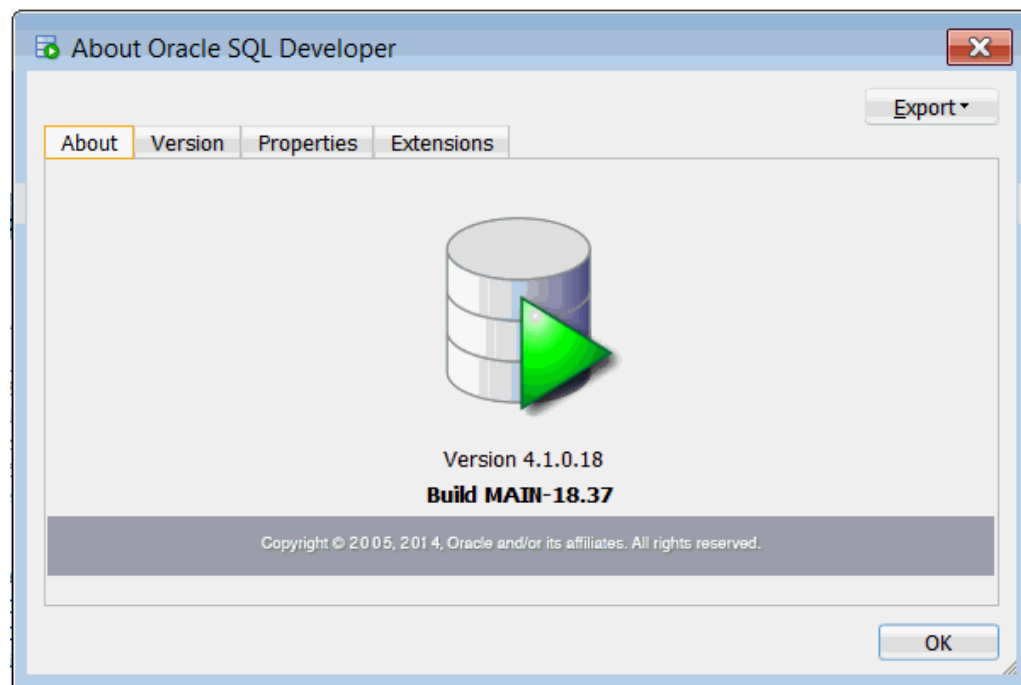 About Oracle SQL Developer
Export
About Version Properties Extensions
Version 4.1.0.18
Build MAIN-18.37
Copyright © 2005, 2014, Oracle and/or its affiliates. All rights reserved.
OK